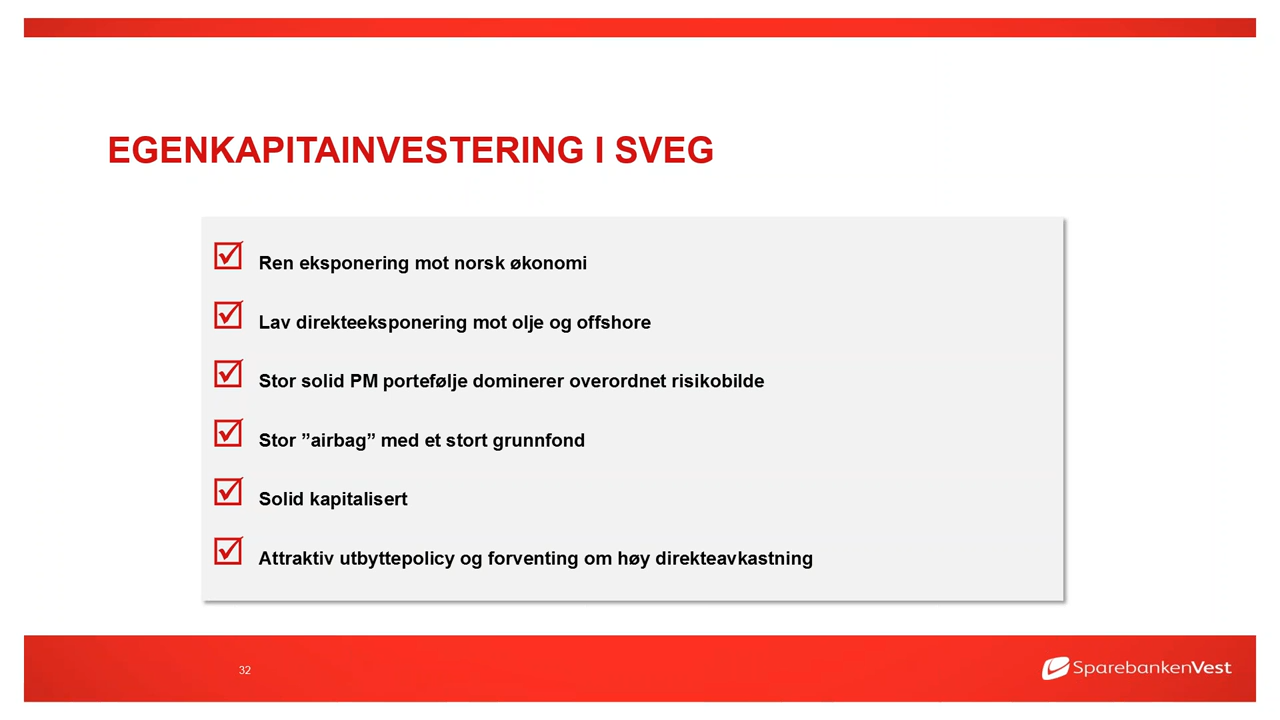 EGENKAPITAINVESTERING I SVEG
Ren eksponering mot norsk økonomi
Lav direkteeksponering mot olje og offshore
Stor solid PM portefølje dominerer overordnet risikobilde
Stor ”airbag” med et stort grunnfond
Solid kapitalisert
Attraktiv utbyttepolicy og forventing om høy direkteavkastning
32
SparebankenVest